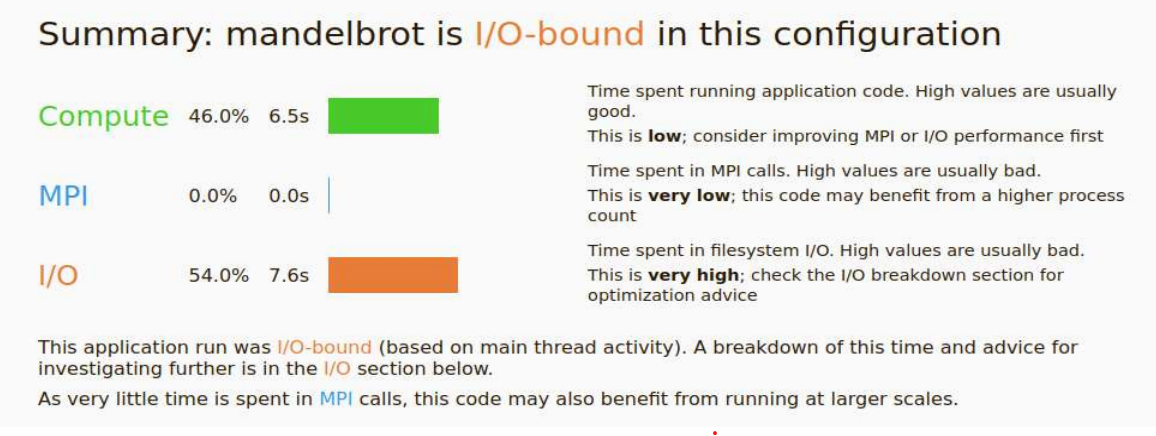 Summary: mandelbrot is I/O-bound in this configuration
Compute 46.0% 6.5s
Time spent running application code. High values are usually
good.
This is low; consider improving MPI or I/O performance first
MPI 0.0% 0.0s
Time spent in MPI calls. High values are usually bad.
This is very low; this code may benefit from a higher process
count
I/O 54.0% 7.6s
Time spent in filesystem I/O. High values are usually bad.
This is very high; check the I/O breakdown section for
optimization advice
This application run was I/O-bound (based on main thread activity). A breakdown of this time and advice for
investigating further is in the I/O section below.
As very little time is spent in MPI calls, this code may also benefit from running at larger scales.